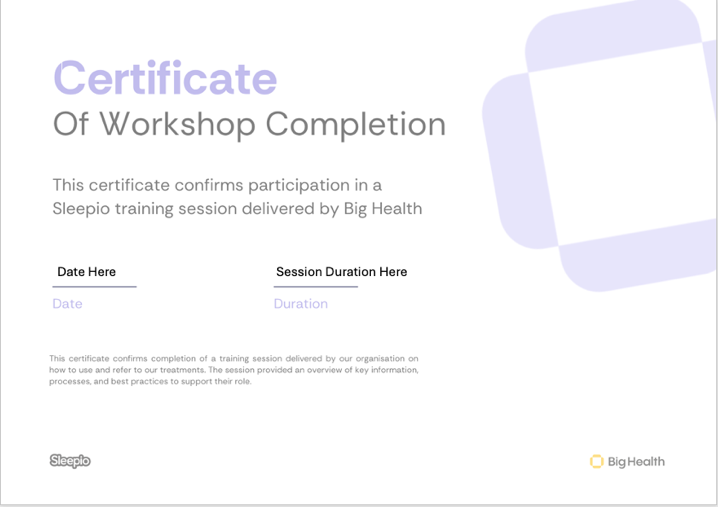 Certificate
Of Workshop Completion
This certificate confirms participation in a
Sleepio training session delivered by Big Health
Date Here
Session Duration Here
Date
Duration
This certificate confirms completion of a training session delivered by our organisation on
how to use and refer to our treatments. The session provided an overview of key information,
processes, and best practices to support their role.
Sleepio
Big Health